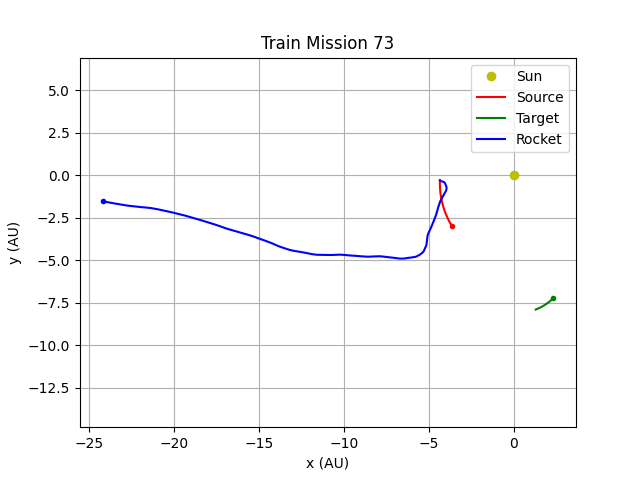 Train Mission 73
Sun
Source
Target
Rocket
5.0
2.5
0.0
−2.5
−5.0
−7.5
−10.0
−12.5
y (AU)
−25 −20 −15 −10 −5 0
x (AU)